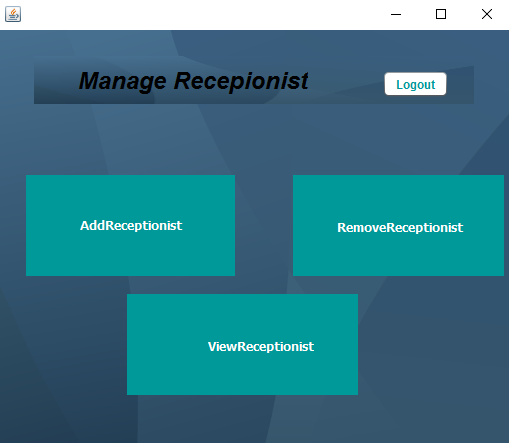 Manage Recepionist
Logout
AddReceptionist
RemoveReceptionist
ViewReceptionist